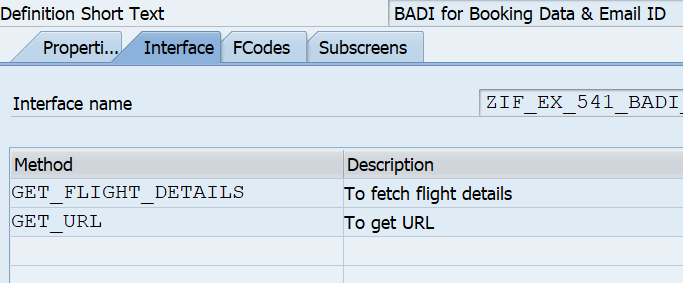 Definition Short Text BADI for Booking Data & Email ID
Properti... Interface FCodes Subscreens
Interface name ZIF_EX_541_BADI_
Method Description
GET_FLIGHT_DETAILS To fetch flight details
GET_URL To get URL